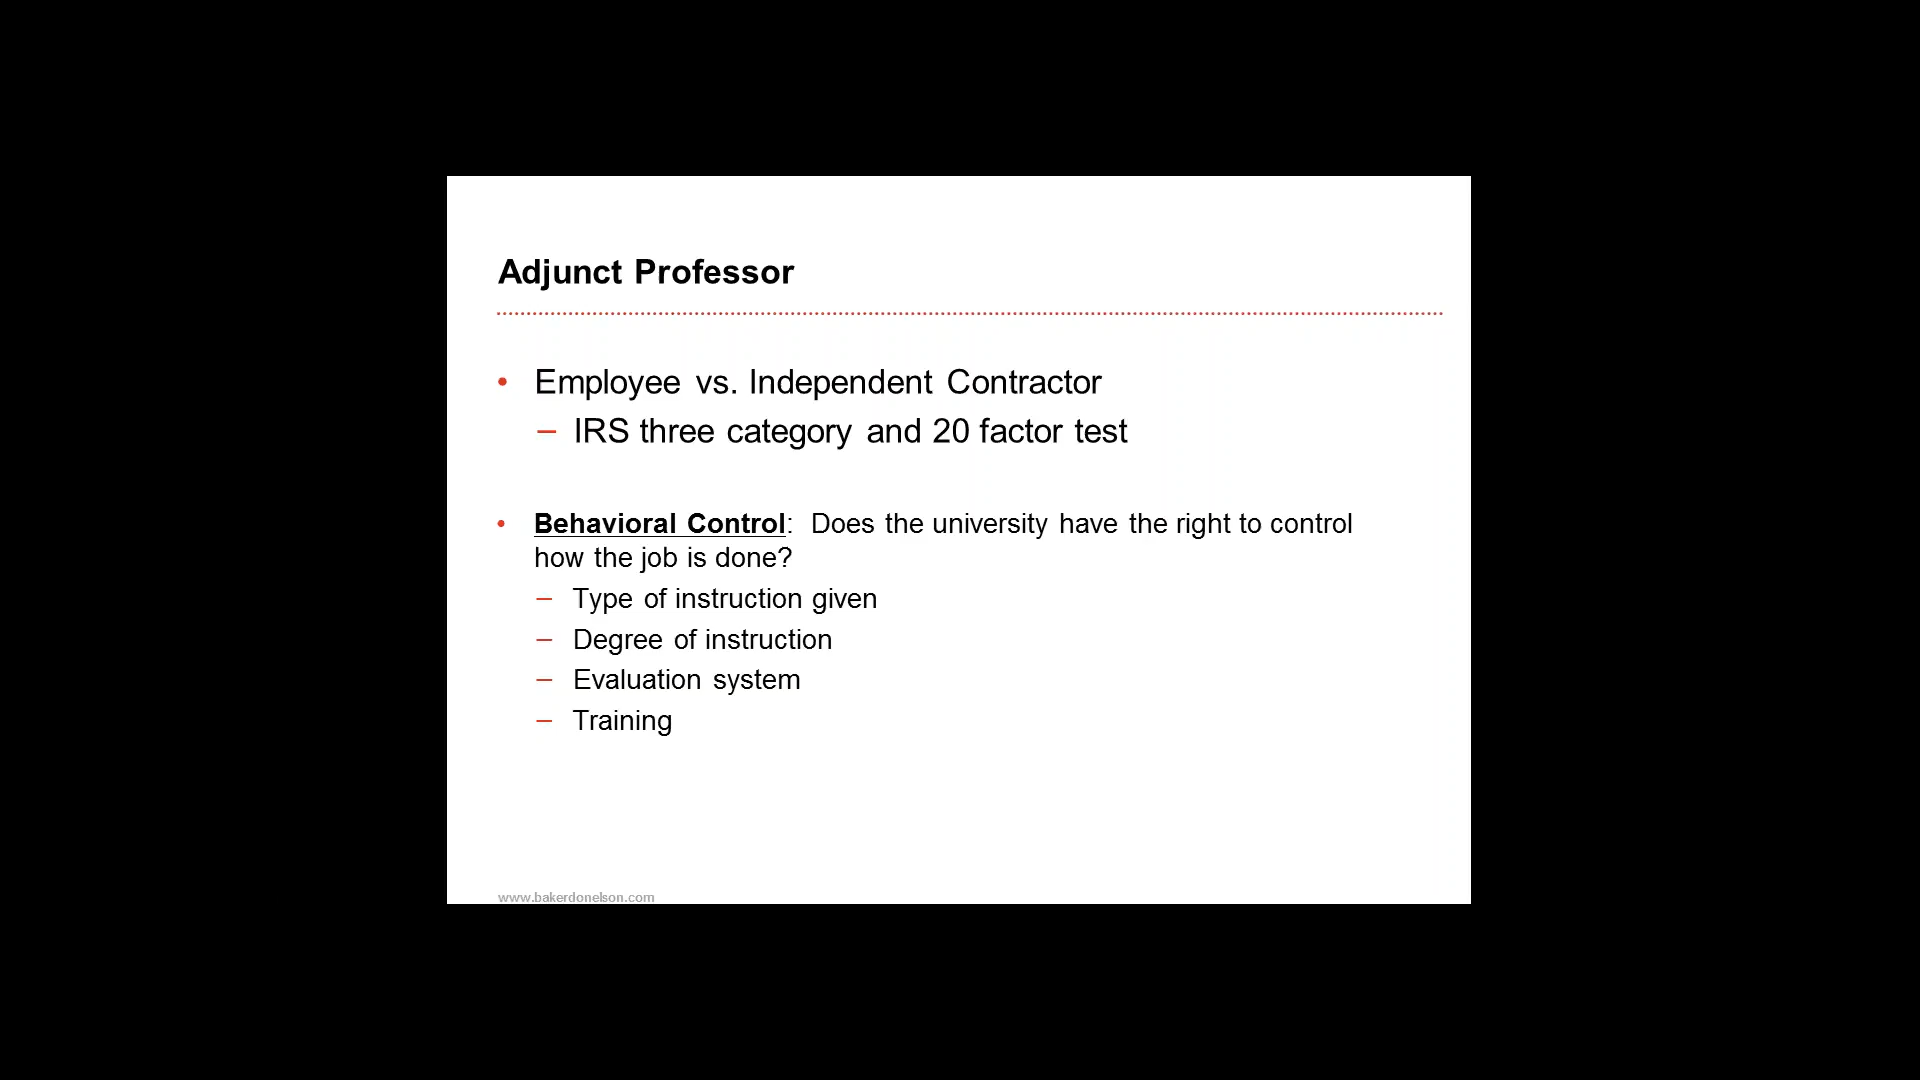 Adjunct Professor
• Employee vs. Independent Contractor
– IRS three category and 20 factor test
• Behavioral Control: Does the university have the right to control
how the job is done?
– Type of instruction given
– Degree of instruction
– Evaluation system
– Training
www.bakerdonelson.com